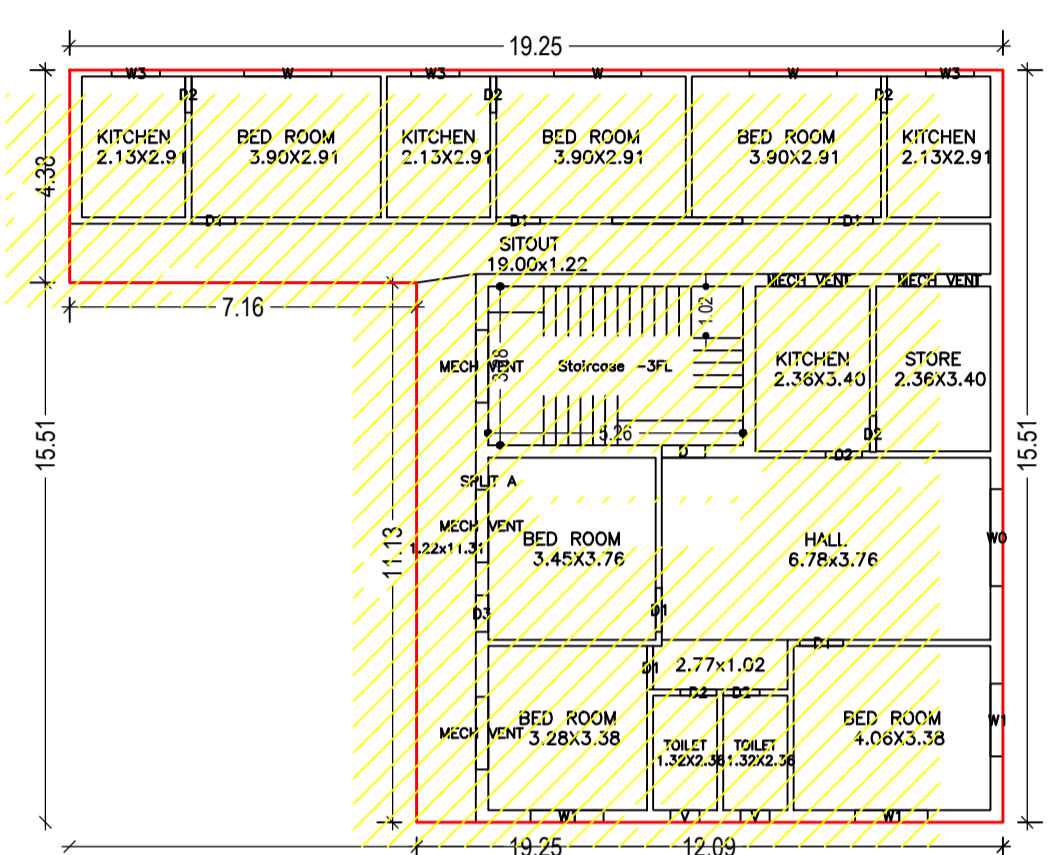 19.25
W3 W W3 W W W3
D2 D2 D2
KITCHEN BED ROOM KITCHEN BED ROOM BED ROOM KITCHEN
2.13X2.91 3.90X2.91 2.13X2.91 3.90X2.91 3.90X2.91 2.13X2.91
4.38
D1 D1 D1
SITOUT
19.00x1.22
MECH VENT MECH VENT
7.16
1.02
KITCHEN STORE
MECH VENT Staircase -3FL
2.36X3.40 2.36X3.40
15.51
15.51
5.26
D2
D D2
SPLIT A
MECH VENT
BED ROOM HALL W0
1.22x11.31
3.45X3.76 6.78x3.76
11.13
D3 D1
D1
D1 2.77x1.02
D2 D2
BED ROOM BED ROOM W1
MECH VENT 3.28X3.38 4.06X3.38
TOILET TOILET
1.32X2.36 1.32X2.36
W1 V V W1
19.25 12.09